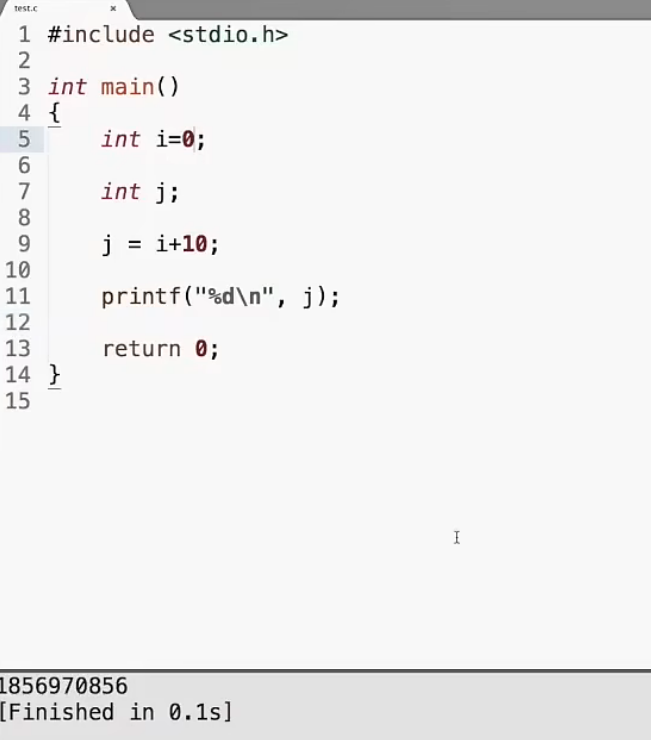 test.c ×
1 #include <stdio.h>
2
3 int main()
4 {
5 int i=0;
6
7 int j;
8
9 j = i+10;
10
11 printf("%d\n", j);
12
13 return 0;
14 }
15
1856970856
[Finished in 0.1s]